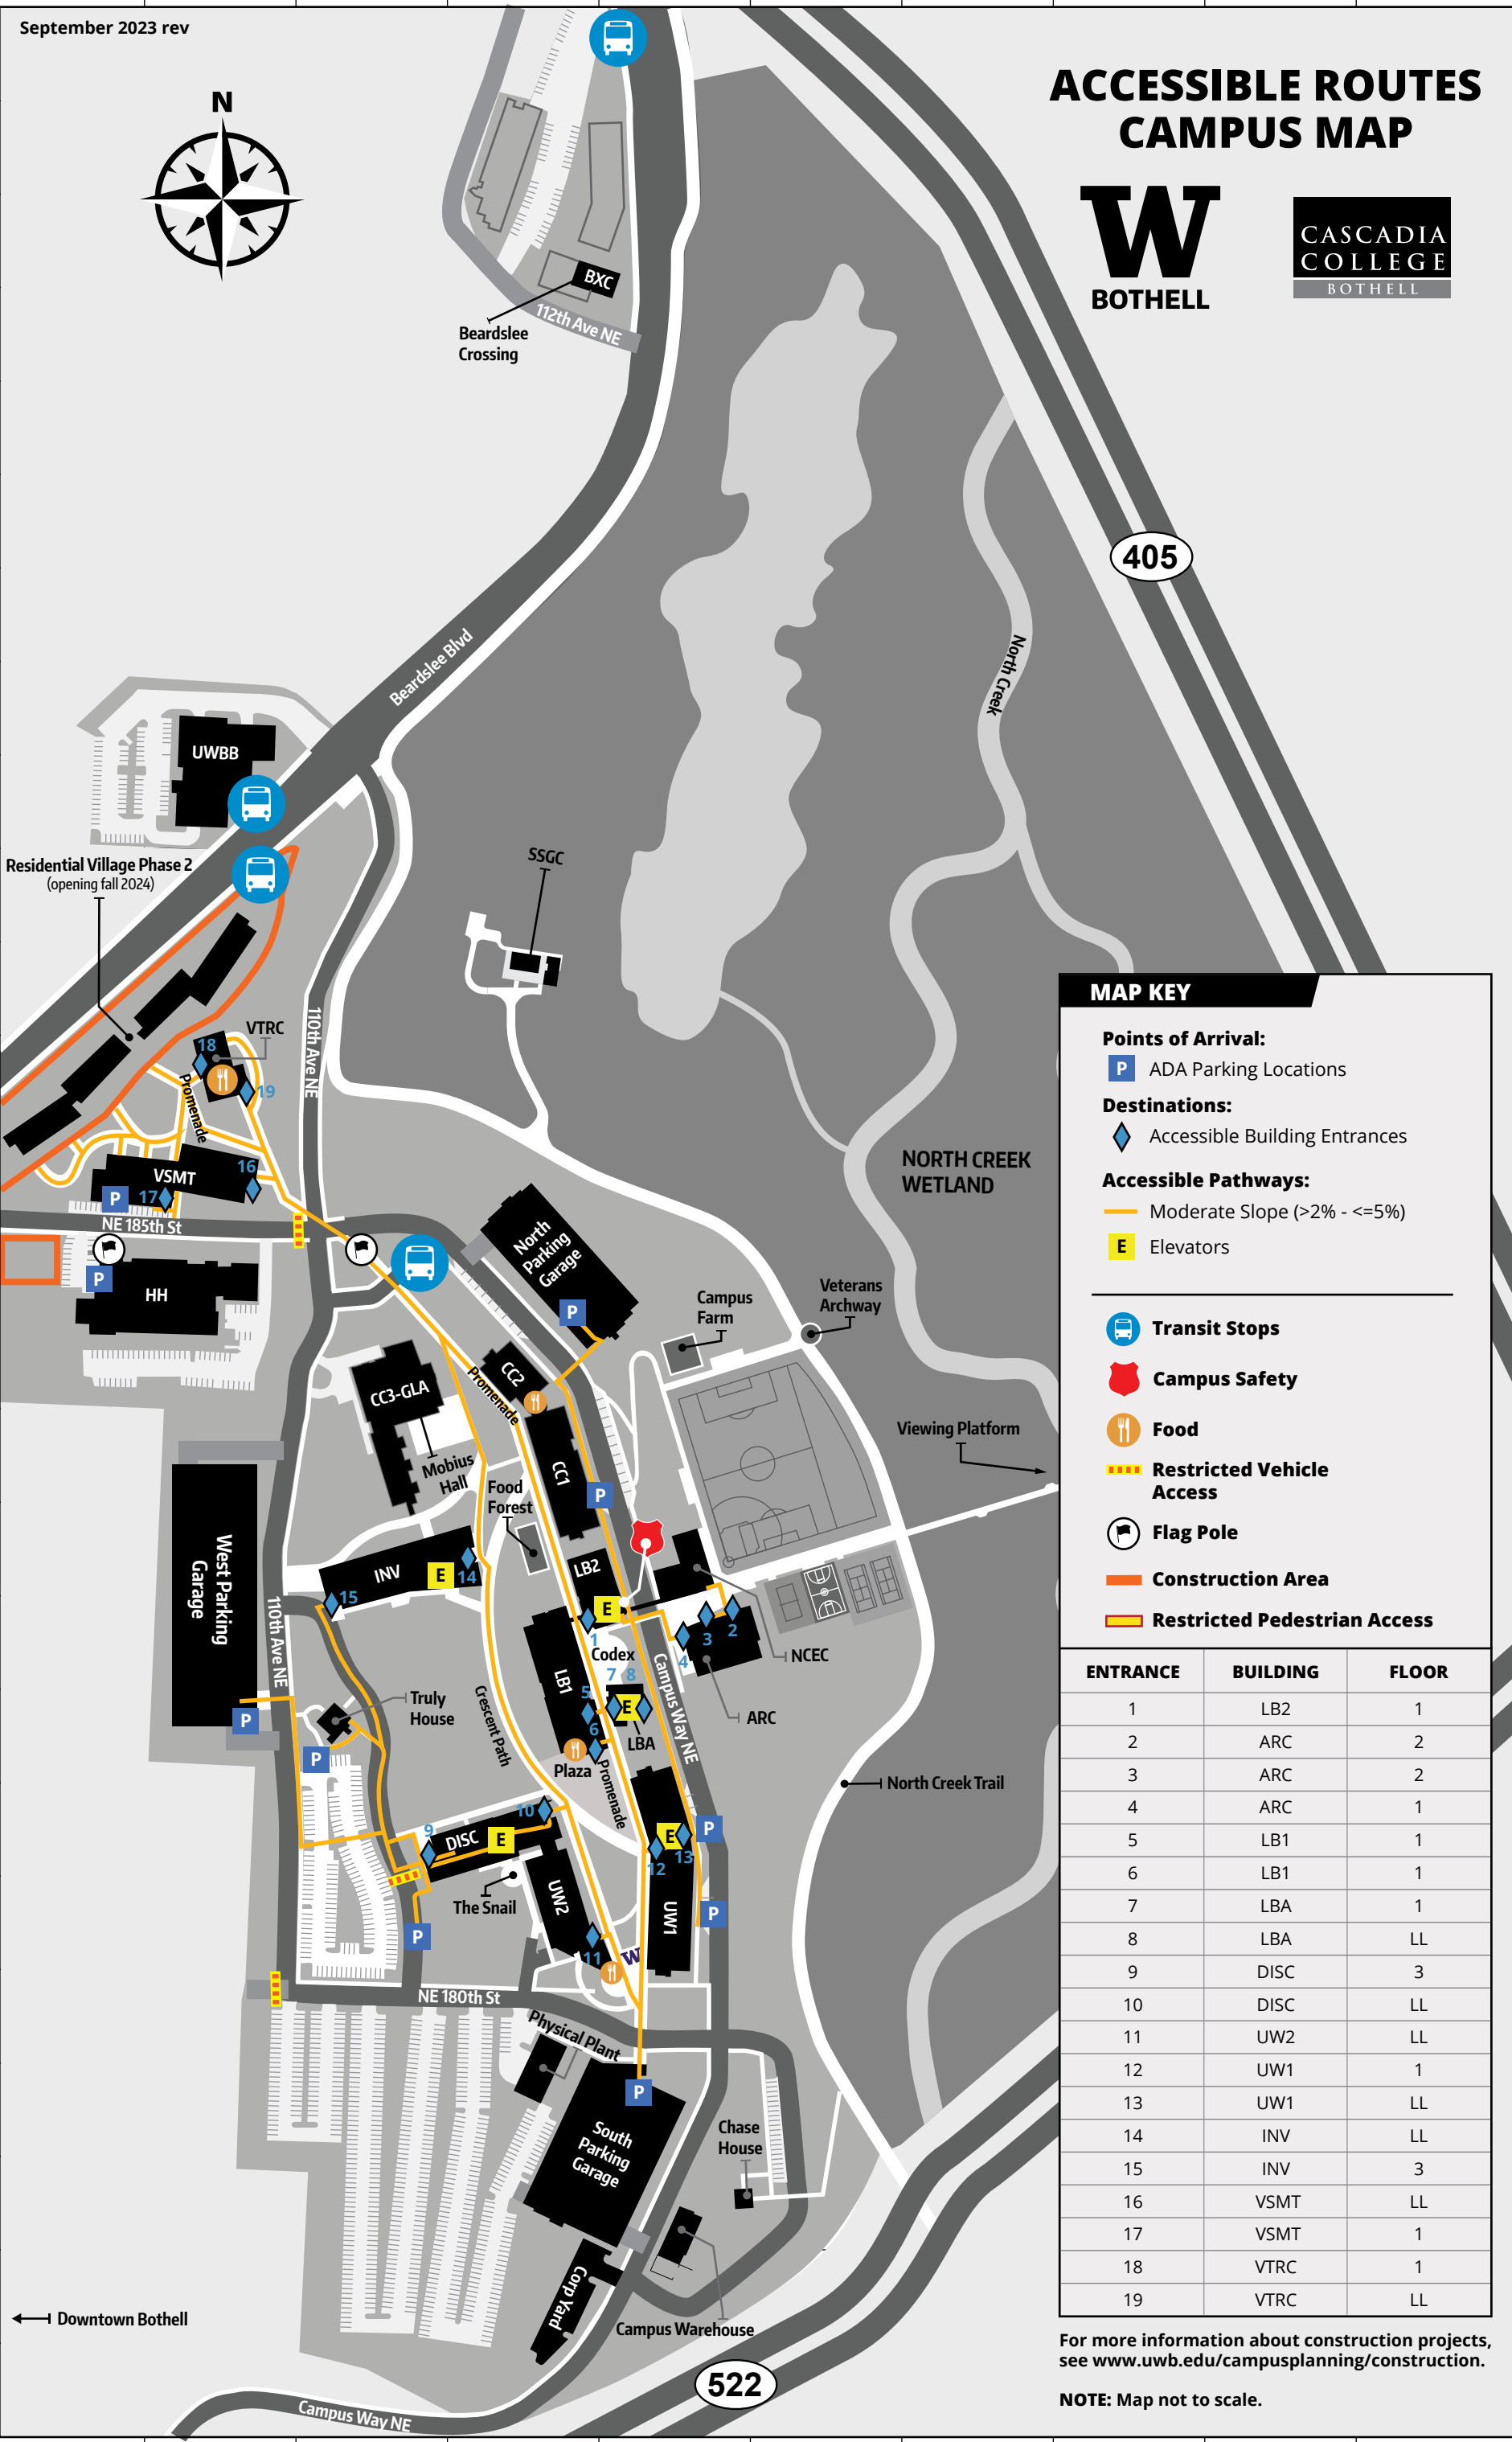 September 2023 rev
N
ACCESSIBLE ROUTES
CAMPUS MAP
W
BOTHELL
CASCADIA
COLLEGE
BOTHELL
BXC
Beardslee
Crossing
112th Ave NE
405
Beardslee Blvd
North Creek
UWBB
Residential Village Phase 2
(opening fall 2024)
SSGC
VTRC
18
19
Promenade
110th Ave NE
VSMT
16
P
17
NE 185th St
P
HH
NORTH CREEK
WETLAND
North
Parking
Garage
P
Campus
Farm
Veterans
Archway
CC3-GLA
CC2
Promenade
Mobius
Hall
CC1
Food
Forest
P
Viewing Platform
West Parking
Garage
110th Ave NE
INV
E
14
15
LB2
E
1
Codex
7
8
2
3
4
NCEC
LB1
5
6
E
LBA
Campus Way NE
ARC
Truly
House
P
P
Crescent Path
Plaza
Promenade
North Creek Trail
10
9
DISC
E
E
P
12
13
The Snail
UW2
UW1
P
P
11
W
NE 180th St
Physical Plant
P
South
Parking
Garage
Chase
House
Corp Yard
Campus Warehouse
Downtown Bothell
522
Campus Way NE
MAP KEY
Points of Arrival:
P ADA Parking Locations
Destinations:
Accessible Building Entrances
Accessible Pathways:
Moderate Slope (>2% - <=5%)
E Elevators
Transit Stops
Campus Safety
Food
Restricted Vehicle
Access
Flag Pole
Construction Area
Restricted Pedestrian Access
ENTRANCE BUILDING FLOOR
1 LB2 1
2 ARC 2
3 ARC 2
4 ARC 1
5 LB1 1
6 LB1 1
7 LBA 1
8 LBA LL
9 DISC 3
10 DISC LL
11 UW2 LL
12 UW1 1
13 UW1 LL
14 INV LL
15 INV 3
16 VSMT LL
17 VSMT 1
18 VTRC 1
19 VTRC LL
For more information about construction projects,
see www.uwb.edu/campusplanning/construction.
NOTE: Map not to scale.